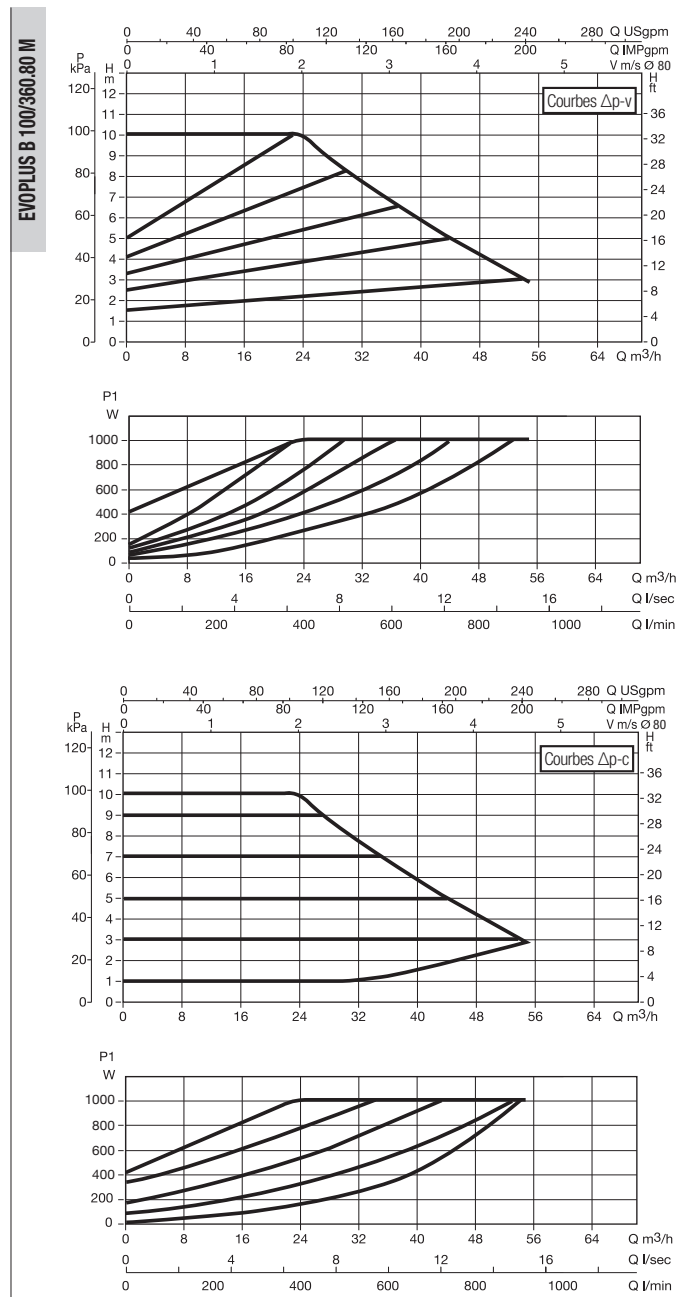 EVOPLUS B 100/360.80 M
0 40 80 120 160 200 240 280 Q USgpm
0 40 80 120 160 200 Q IMPgpm
0 1 2 3 4 5 V m/s Ø 80
P kPa
H m
H ft
Courbes Δp-v
120
100
80
60
40
20
0
12
11
10
9
8
7
6
5
4
3
2
1
0
36
32
28
24
20
16
12
8
4
0
0 8 16 24 32 40 48 56 64 Q m³/h
P1
W
1000
800
600
400
200
0
0 8 16 24 32 40 48 56 64 Q m³/h
0 4 8 12 16 Q l/sec
0 200 400 600 800 1000 Q l/min
0 40 80 120 160 200 240 280 Q USgpm
0 40 80 120 160 200 Q IMPgpm
0 1 2 3 4 5 V m/s Ø 80
P kPa
H m
H ft
Courbes Δp-c
120
100
80
60
40
20
0
12
11
10
9
8
7
6
5
4
3
2
1
0
36
32
28
24
20
16
12
8
4
0
0 8 16 24 32 40 48 56 64 Q m³/h
P1
W
1000
800
600
400
200
0
0 8 16 24 32 40 48 56 64 Q m³/h
0 4 8 12 16 Q l/sec
0 200 400 600 800 1000 Q l/min